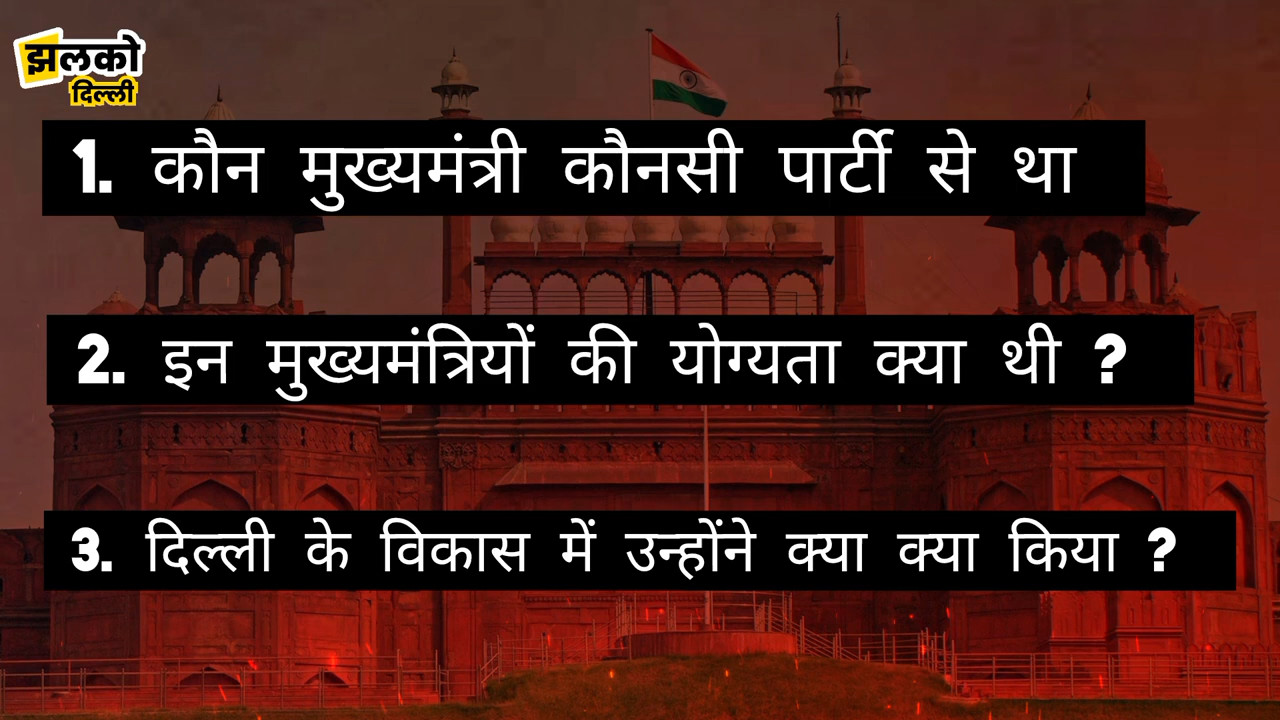 झलको
दिल्ली
1. कौन मुख्यमंत्री कौनसी पार्टी से था
2. इन मुख्यमंत्रियों की योग्यता क्या थी ?
3. दिल्ली के विकास में उन्होंने क्या क्या किया ?